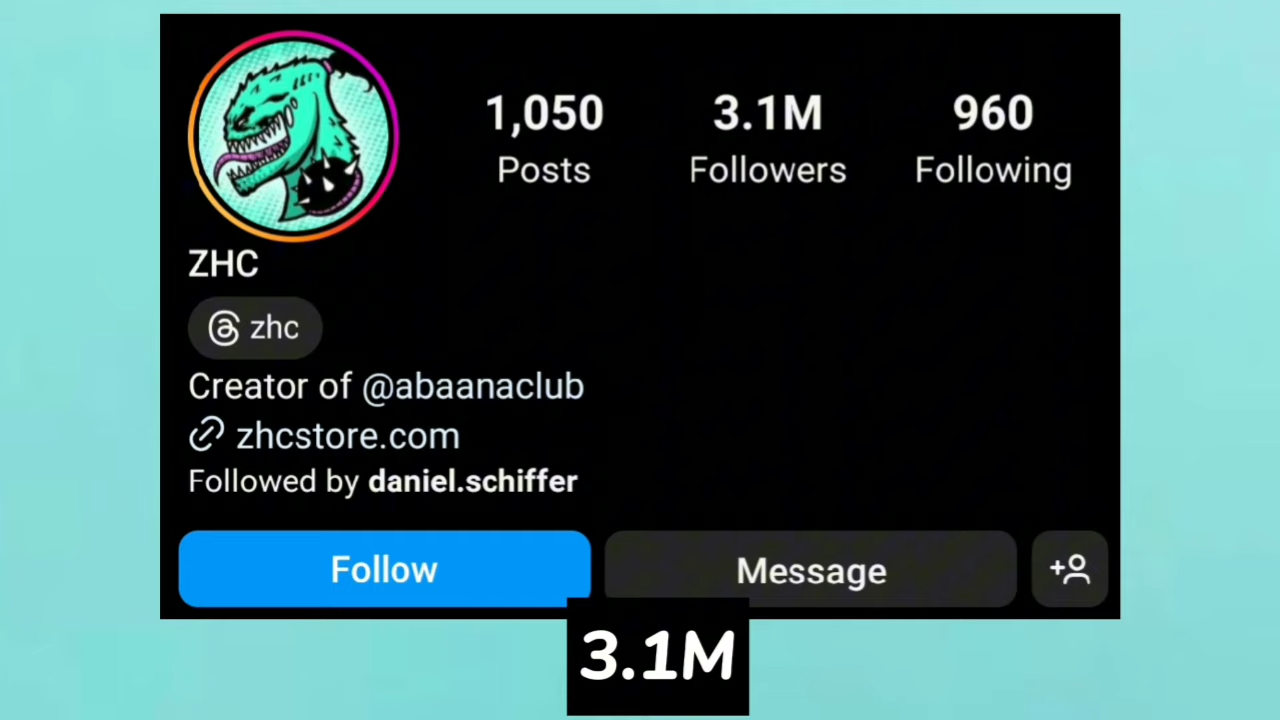 1,050 3.1M 960
Posts Followers Following
ZHC
zhc
Creator of @abaanaclub
zhcstore.com
Followed by daniel.schiffer
Follow Message
3.1M